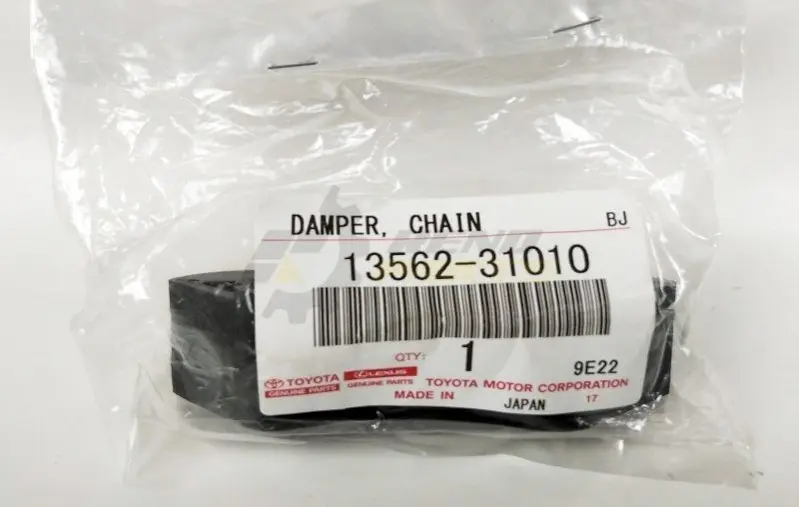 DAMPER, CHAIN BJ
13562-31010
QTY: 1
9E22
TOYOTA LEXUS
GENUINE PARTS GENUINE PARTS TOYOTA MOTOR CORPORATION
MADE IN JAPAN 17